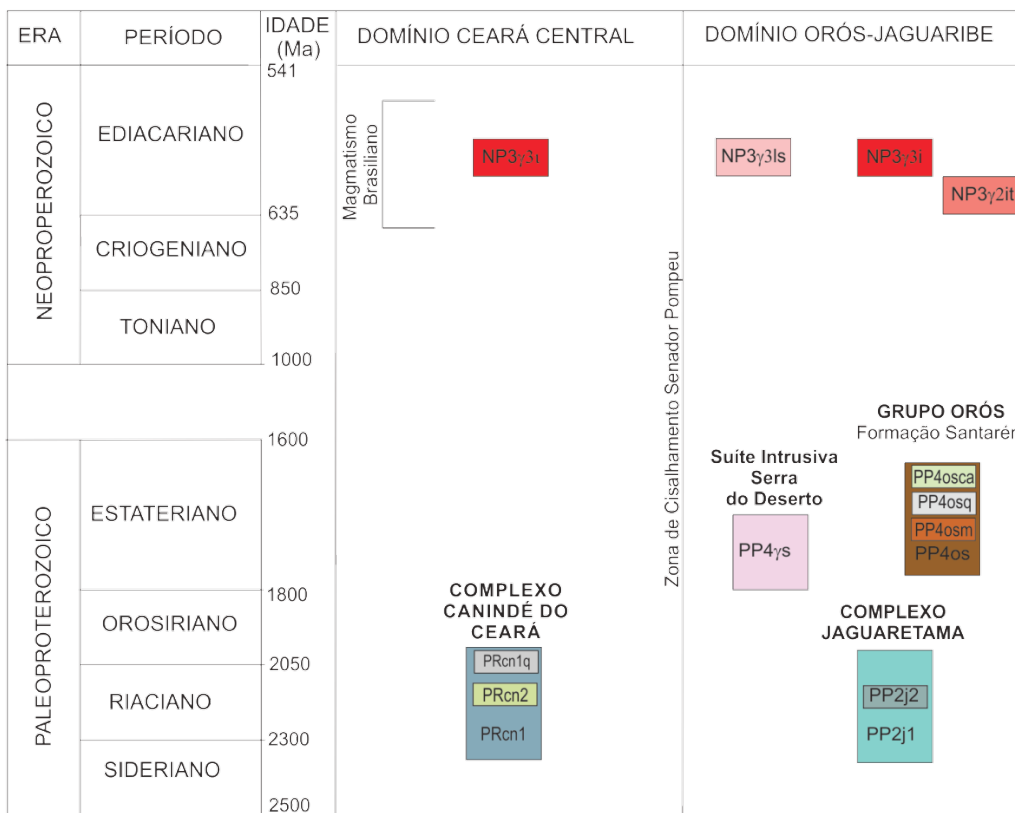 ERA
PERÍODO
IDADE
(Ma)
DOMÍNIO CEARÁ CENTRAL
DOMÍNIO ORÓS-JAGUARIBE
541
NEOPROPEROZOICO
EDIACARIANO
Magmatismo
Brasiliano
NP3γ3ı
NP3γ3ls
NP3γ3i
NP3γ2it
635
CRIOGENIANO
850
TONIANO
1000
Zona de Cisalhamento Senador Pompeu
1600
PALEOPROTEROZOICO
ESTATERIANO
GRUPO ORÓS
Formação Santarém
Suíte Intrusiva
Serra
do Deserto
PP4γs
PP4osca
PP4osq
PP4osm
PP4os
1800
OROSIRIANO
COMPLEXO
CANINDÉ DO
CEARÁ
COMPLEXO
JAGUARETAMA
2050
RIACIANO
PRcn1q
PRcn2
PRcn1
PP2j2
PP2j1
2300
SIDERIANO
2500